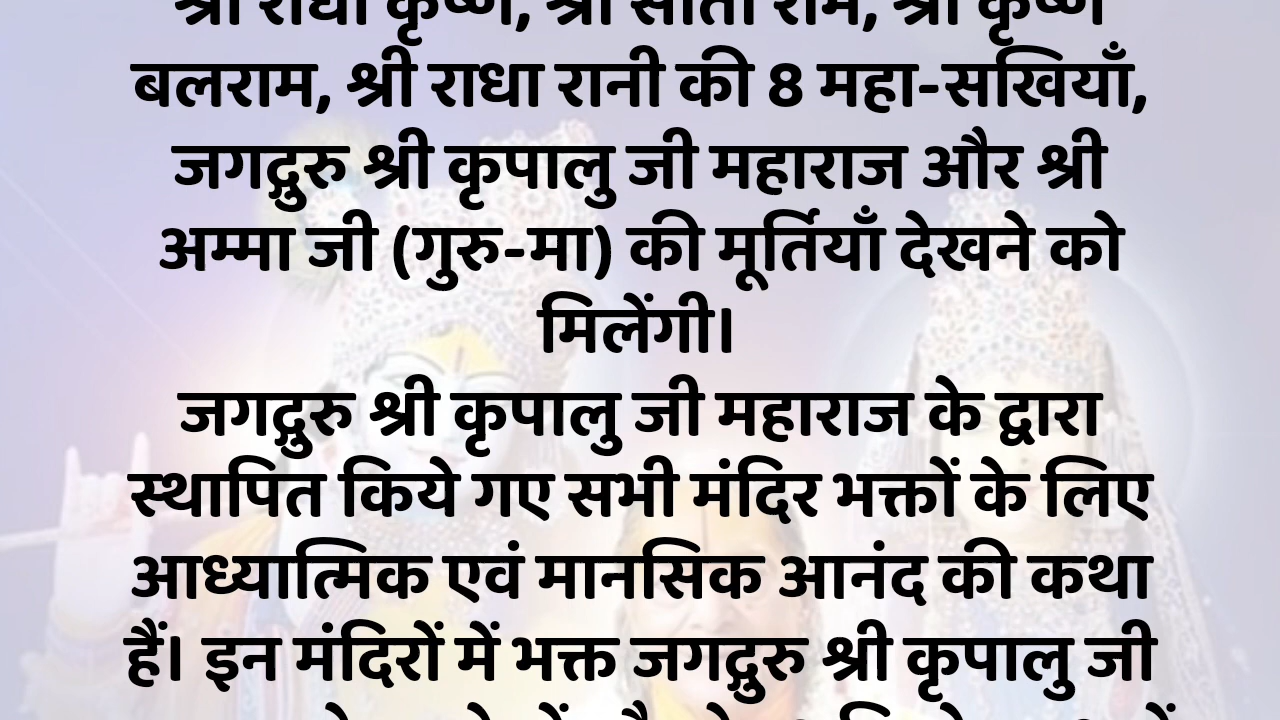 श्री राधा कृष्ण, श्री सीता राम, श्री कृष्ण
बलराम, श्री राधा रानी की 8 महा-सखियाँ,
जगद्गुरु श्री कृपालु जी महाराज और श्री
अम्मा जी (गुरु-मा) की मूर्तियाँ देखने को
मिलेंगी।
जगद्गुरु श्री कृपालु जी महाराज के द्वारा
स्थापित किये गए सभी मंदिर भक्तों के लिए
आध्यात्मिक एवं मानसिक आनंद की कथा
हैं। इन मंदिरों में भक्त जगद्गुरु श्री कृपालु जी